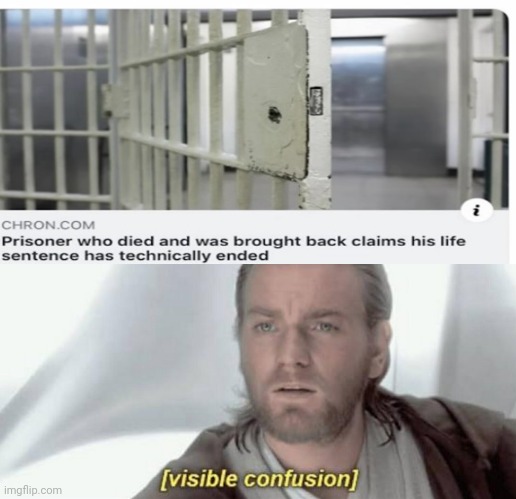 CHRON.COM
Prisoner who died and was brought back claims his life
sentence has technically ended
[visible confusion]
imgflip.com